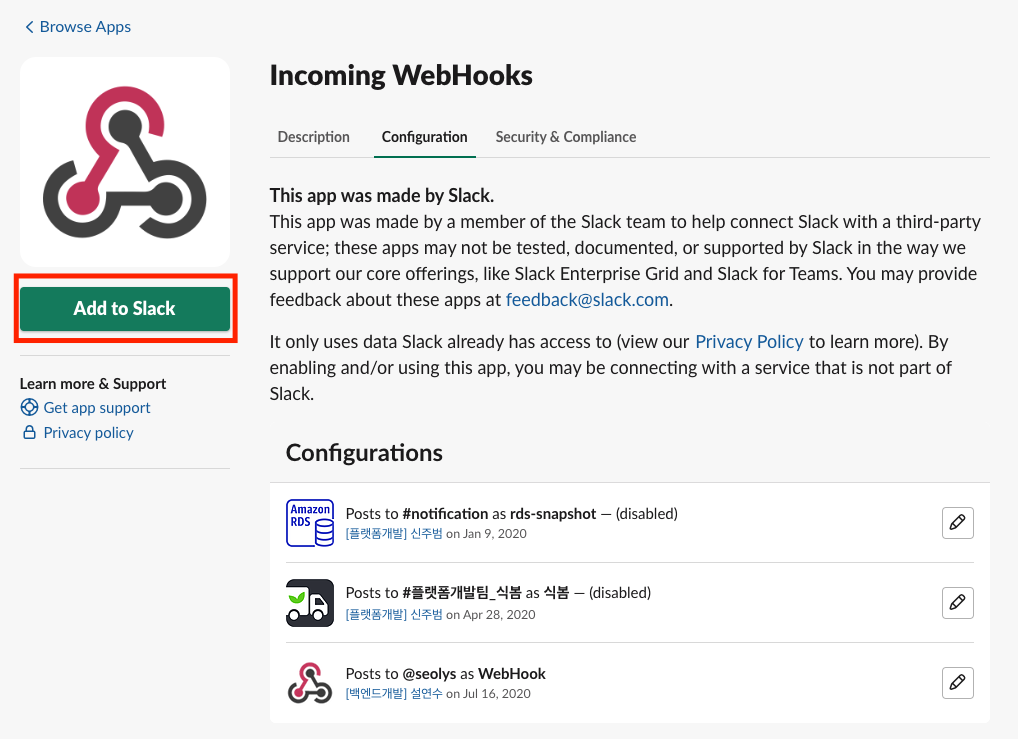 Browse Apps
Incoming WebHooks
Description Configuration Security & Compliance
This app was made by Slack.
This app was made by a member of the Slack team to help connect Slack with a third-party
service; these apps may not be tested, documented, or supported by Slack in the way we
support our core offerings, like Slack Enterprise Grid and Slack for Teams. You may provide
feedback about these apps at feedback@slack.com.
It only uses data Slack already has access to (view our Privacy Policy to learn more). By
enabling and/or using this app, you may be connecting with a service that is not part of
Slack.
Add to Slack
Learn more & Support
Get app support
Privacy policy
Configurations
Amazon
RDS
Posts to #notification as rds-snapshot — (disabled)
[플랫폼개발] 신주범 on Jan 9, 2020
Posts to #플랫폼개발팀_식봄 as 식봄 — (disabled)
[플랫폼개발] 신주범 on Apr 28, 2020
Posts to @seolys as WebHook
[백엔드개발] 설연수 on Jul 16, 2020